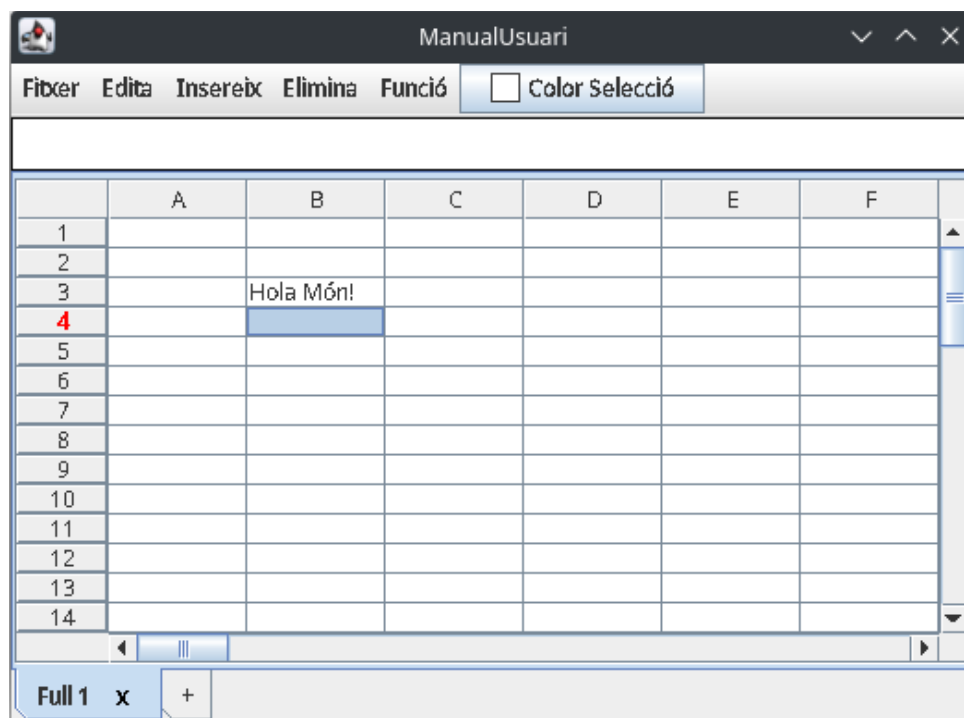 ManualUsuari
Fitxer Edita Insereix Elimina Funció Color Selecció
A B C D E F
1
2
3 Hola Món!
4
5
6
7
8
9
10
11
12
13
14
Full 1 x +